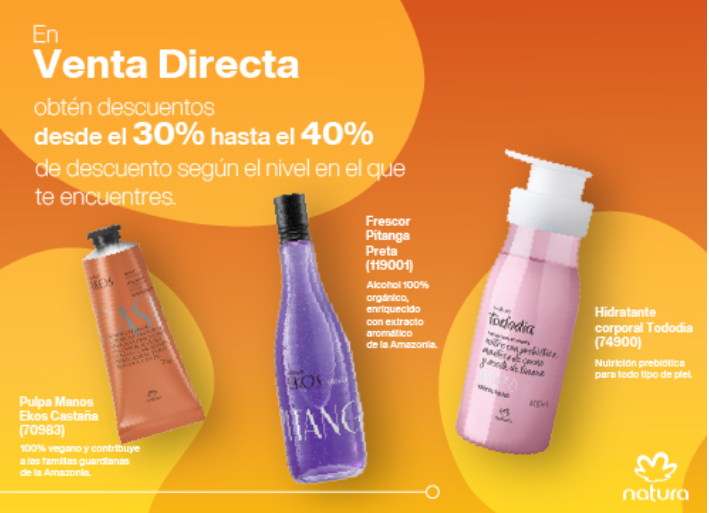 En
Venta Directa
obtén descuentos
desde el 30% hasta el 40%
de descuento según el nivel en el que
te encuentres.
Frescor
Pitanga
Preta
(119001)
Alcohol 100%
orgánico,
enriquecido
con extracto
aromático
de la Amazonia.
Hidratante
corporal Tododia
(74900)
Nutrición prebiótica
para todo tipo de piel.
Pulpa Manos
Ekos Castaña
(70983)
100% vegano y contribuye
a las familias guardianas
de la Amazonia.
EKOS
EKOS
PITANG
Tododia
natura